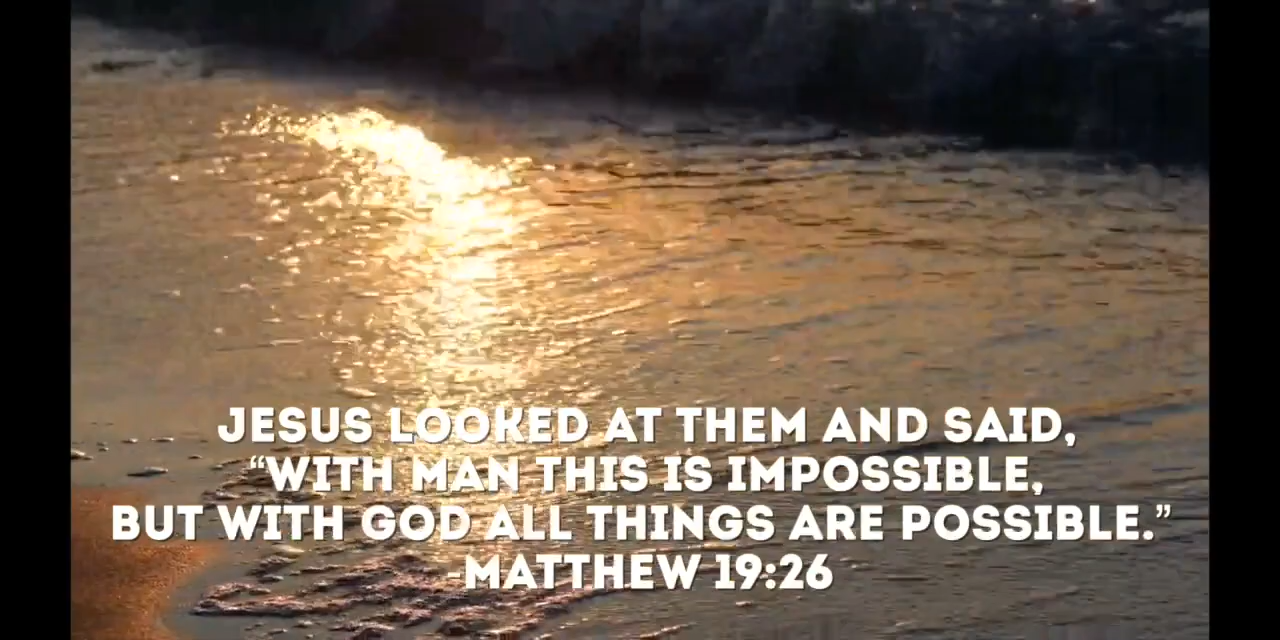 JESUS LOOKED AT THEM AND SAID,
“WITH MAN THIS IS IMPOSSIBLE,
BUT WITH GOD ALL THINGS ARE POSSIBLE.”
-MATTHEW 19:26